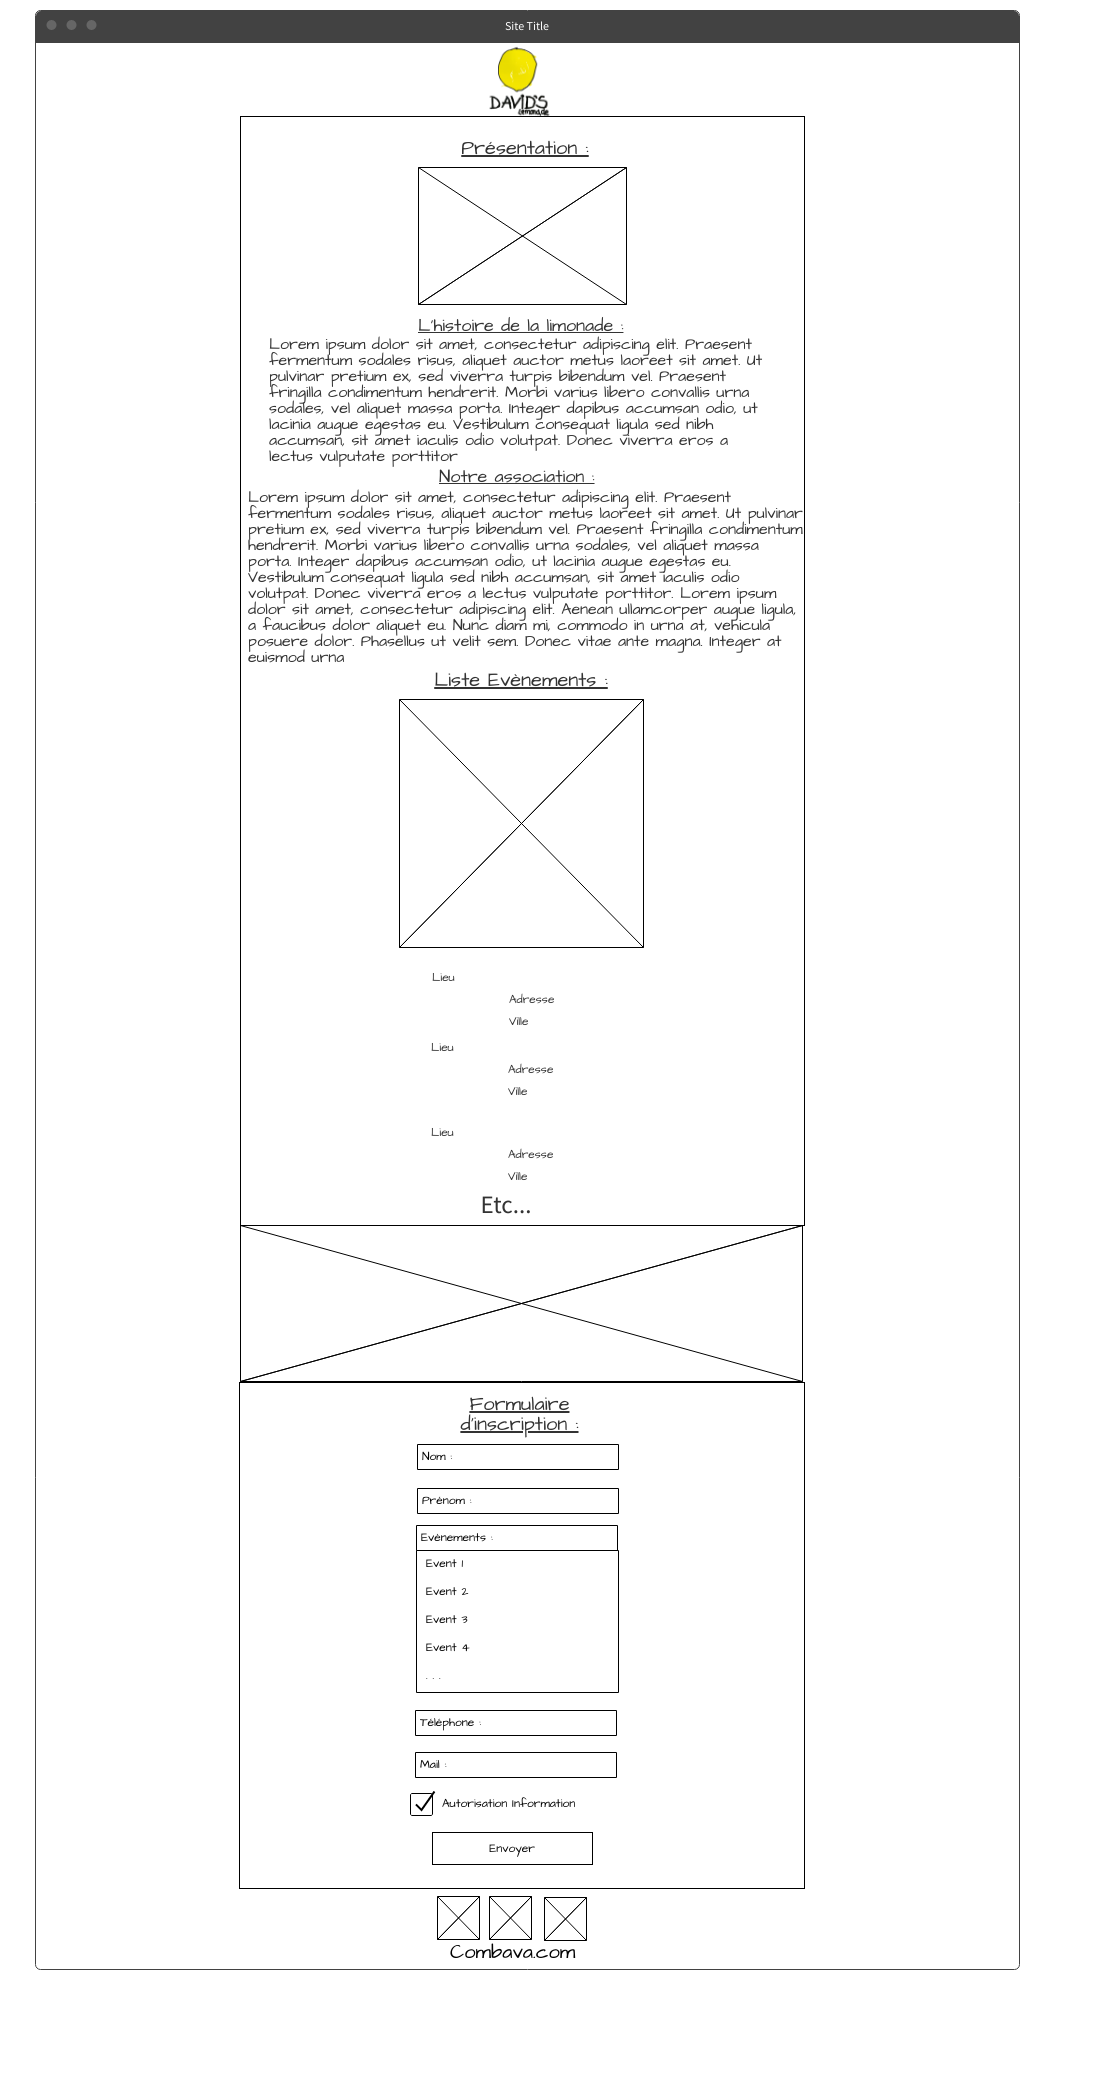 Site Title
DAVID'S
Lemonade
Présentation :
L'histoire de la limonade :
Lorem ipsum dolor sit amet, consectetur adipiscing elit. Praesent
fermentum sodales risus, aliquet auctor metus laoreet sit amet. Ut
pulvinar pretium ex, sed viverra turpis bibendum vel. Praesent
fringilla condimentum hendrerit. Morbi varius libero convallis urna
sodales, vel aliquet massa porta. Integer dapibus accumsan odio, ut
lacinia augue egestas eu. Vestibulum consequat ligula sed nibh
accumsan, sit amet iaculis odio volutpat. Donec viverra eros a
lectus vulputate porttitor
Notre association :
Lorem ipsum dolor sit amet, consectetur adipiscing elit. Praesent
fermentum sodales risus, aliquet auctor metus laoreet sit amet. Ut pulvinar
pretium ex, sed viverra turpis bibendum vel. Praesent fringilla condimentum
hendrerit. Morbi varius libero convallis urna sodales, vel aliquet massa
porta. Integer dapibus accumsan odio, ut lacinia augue egestas eu.
Vestibulum consequat ligula sed nibh accumsan, sit amet iaculis odio
volutpat. Donec viverra eros a lectus vulputate porttitor. Lorem ipsum
dolor sit amet, consectetur adipiscing elit. Aenean ullamcorper augue ligula,
a faucibus dolor aliquet eu. Nunc diam mi, commodo in urna at, vehicula
posuere dolor. Phasellus ut velit sem. Donec vitae ante magna. Integer at
euismod urna
Liste Evènements :
Lieu
Adresse
Ville
Lieu
Adresse
Ville
Lieu
Adresse
Ville
Etc...
Formulaire
d'inscription :
Nom :
Prénom :
Evènements :
Event 1
Event 2
Event 3
Event 4
. . .
Téléphone :
Mail :
Autorisation Information
Envoyer
Combava.com